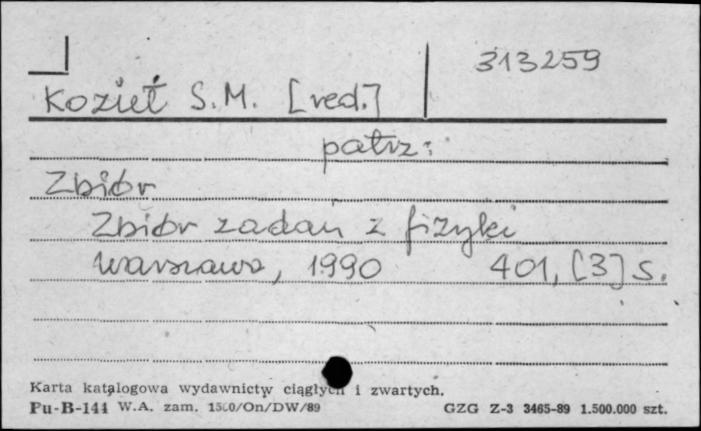 313259
Kozieł S.M. [red.]
patrz:
Zbiór
Zbiór zadań z fizyki
Warszawa, 1990 401, [3] s.
Karta katalogowa wydawnictw ciągłych i zwartych.
Pu-B-144 W.A. zam. 1500/On/DW/89 GZG Z-3 3465-89 1.500.000 szt.